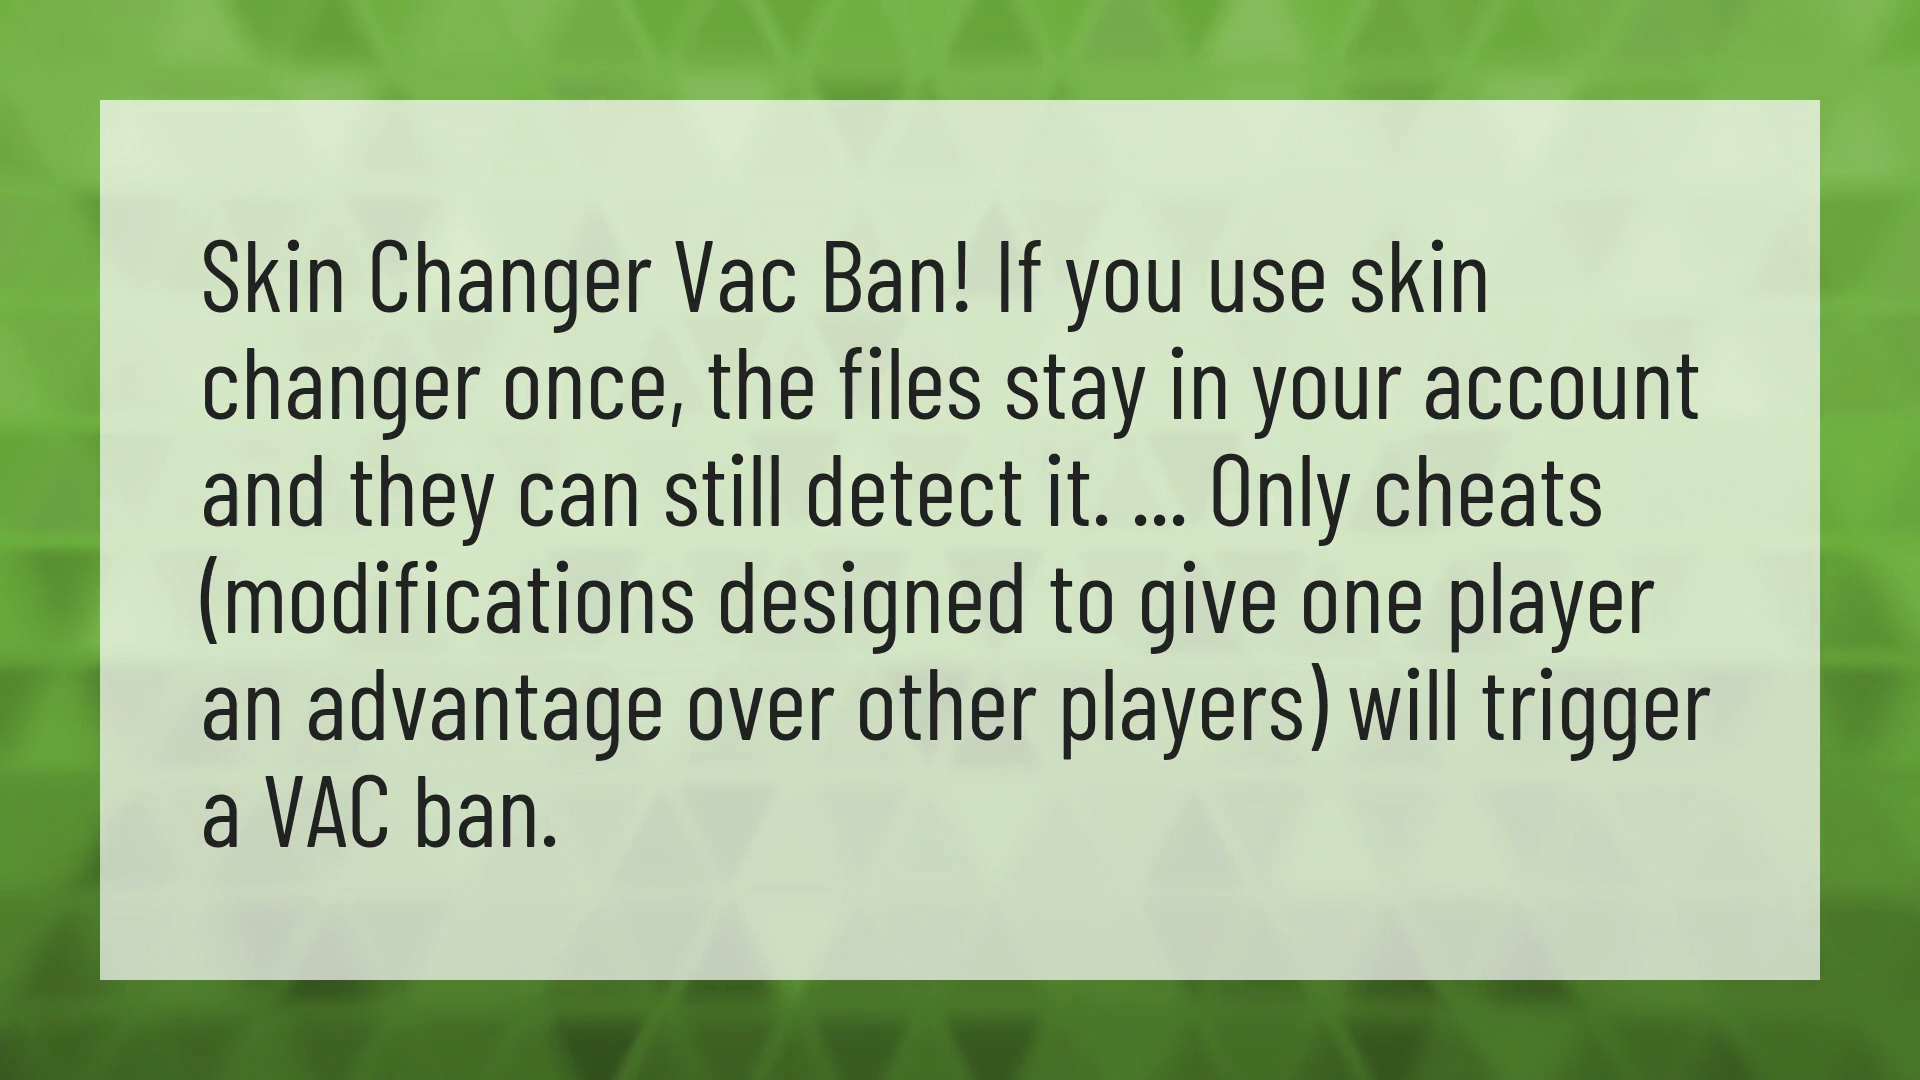 Skin Changer Vac Ban! If you use skin
changer once, the files stay in your account
and they can still detect it. ... Only cheats
(modifications designed to give one player
an advantage over other players) will trigger
a VAC ban.